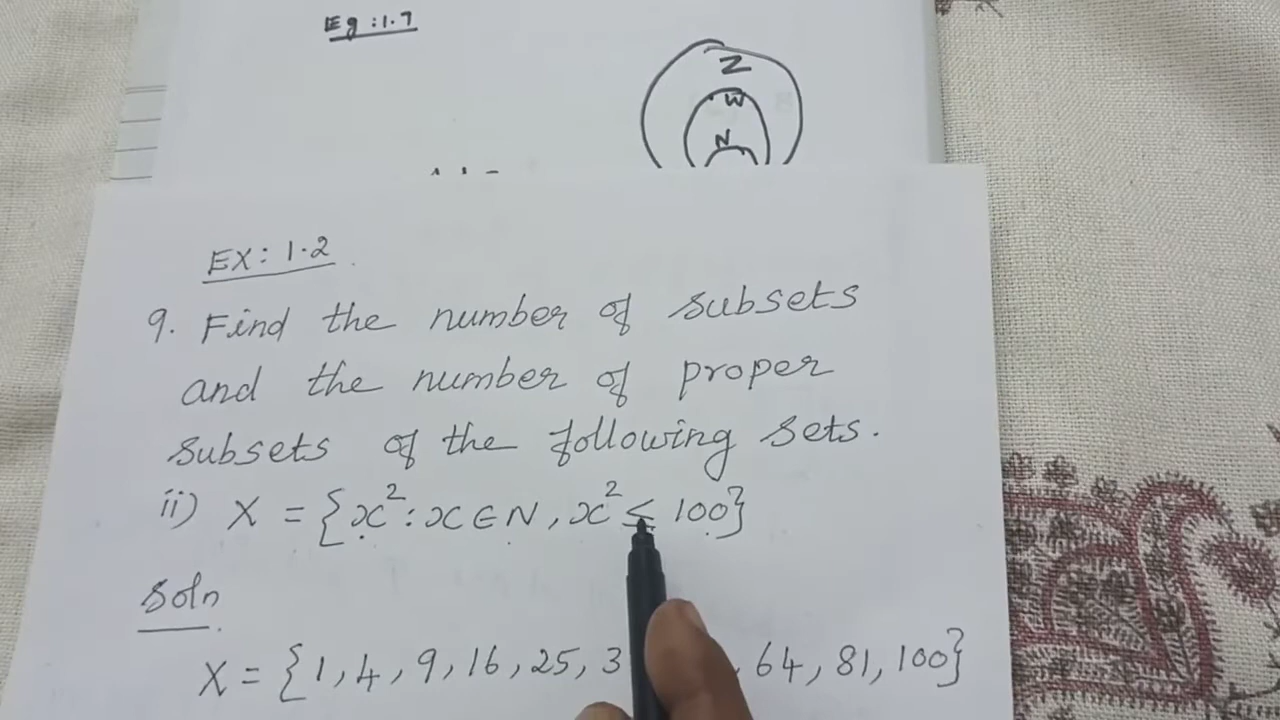 Eg : 1.7
Z
W
N
EX: 1.2
9. Find the number of subsets
and the number of proper
subsets of the following sets.
ii) X = {x²: x ∈ N, x² ≤ 100}
Soln
X = {1, 4, 9, 16, 25, 3 , 64, 81, 100}